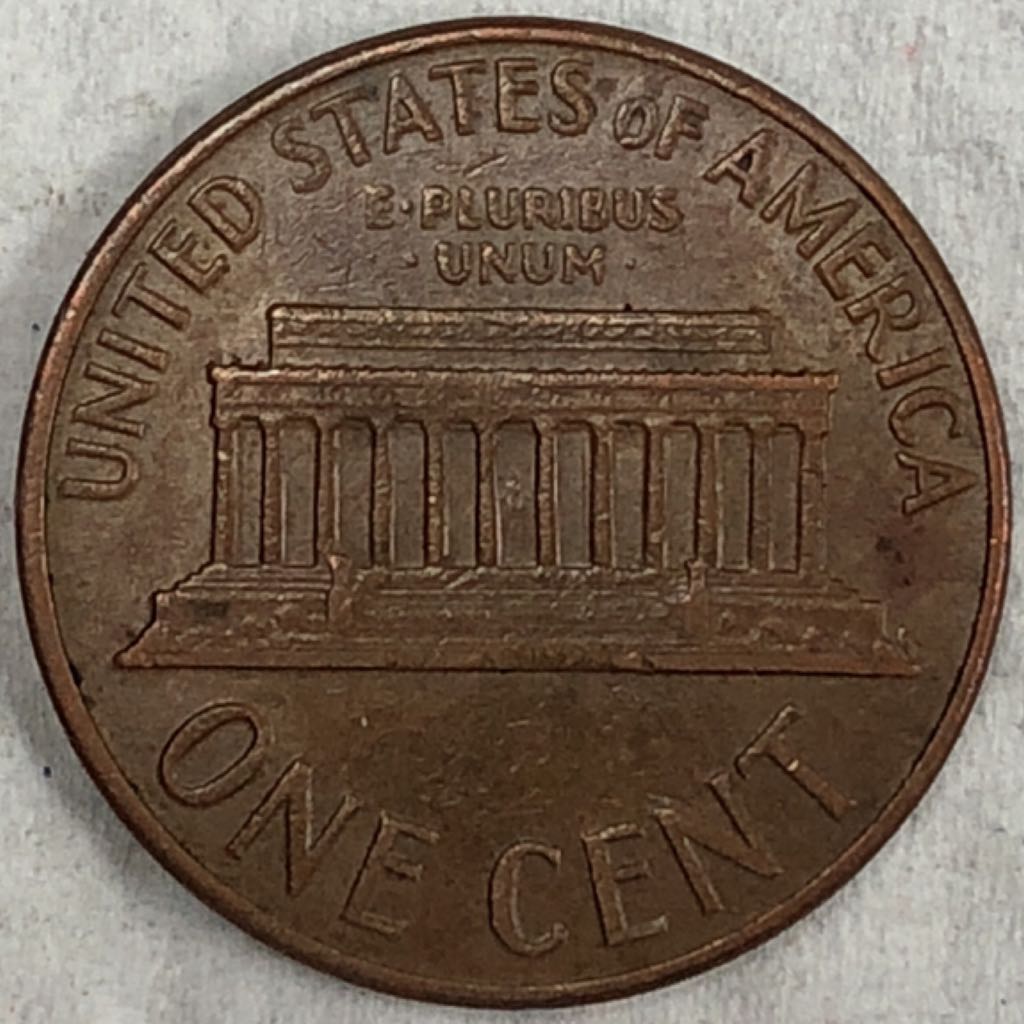 UNITED STATES OF AMERICA
E·PLURIBUS
·UNUM·
ONE CENT